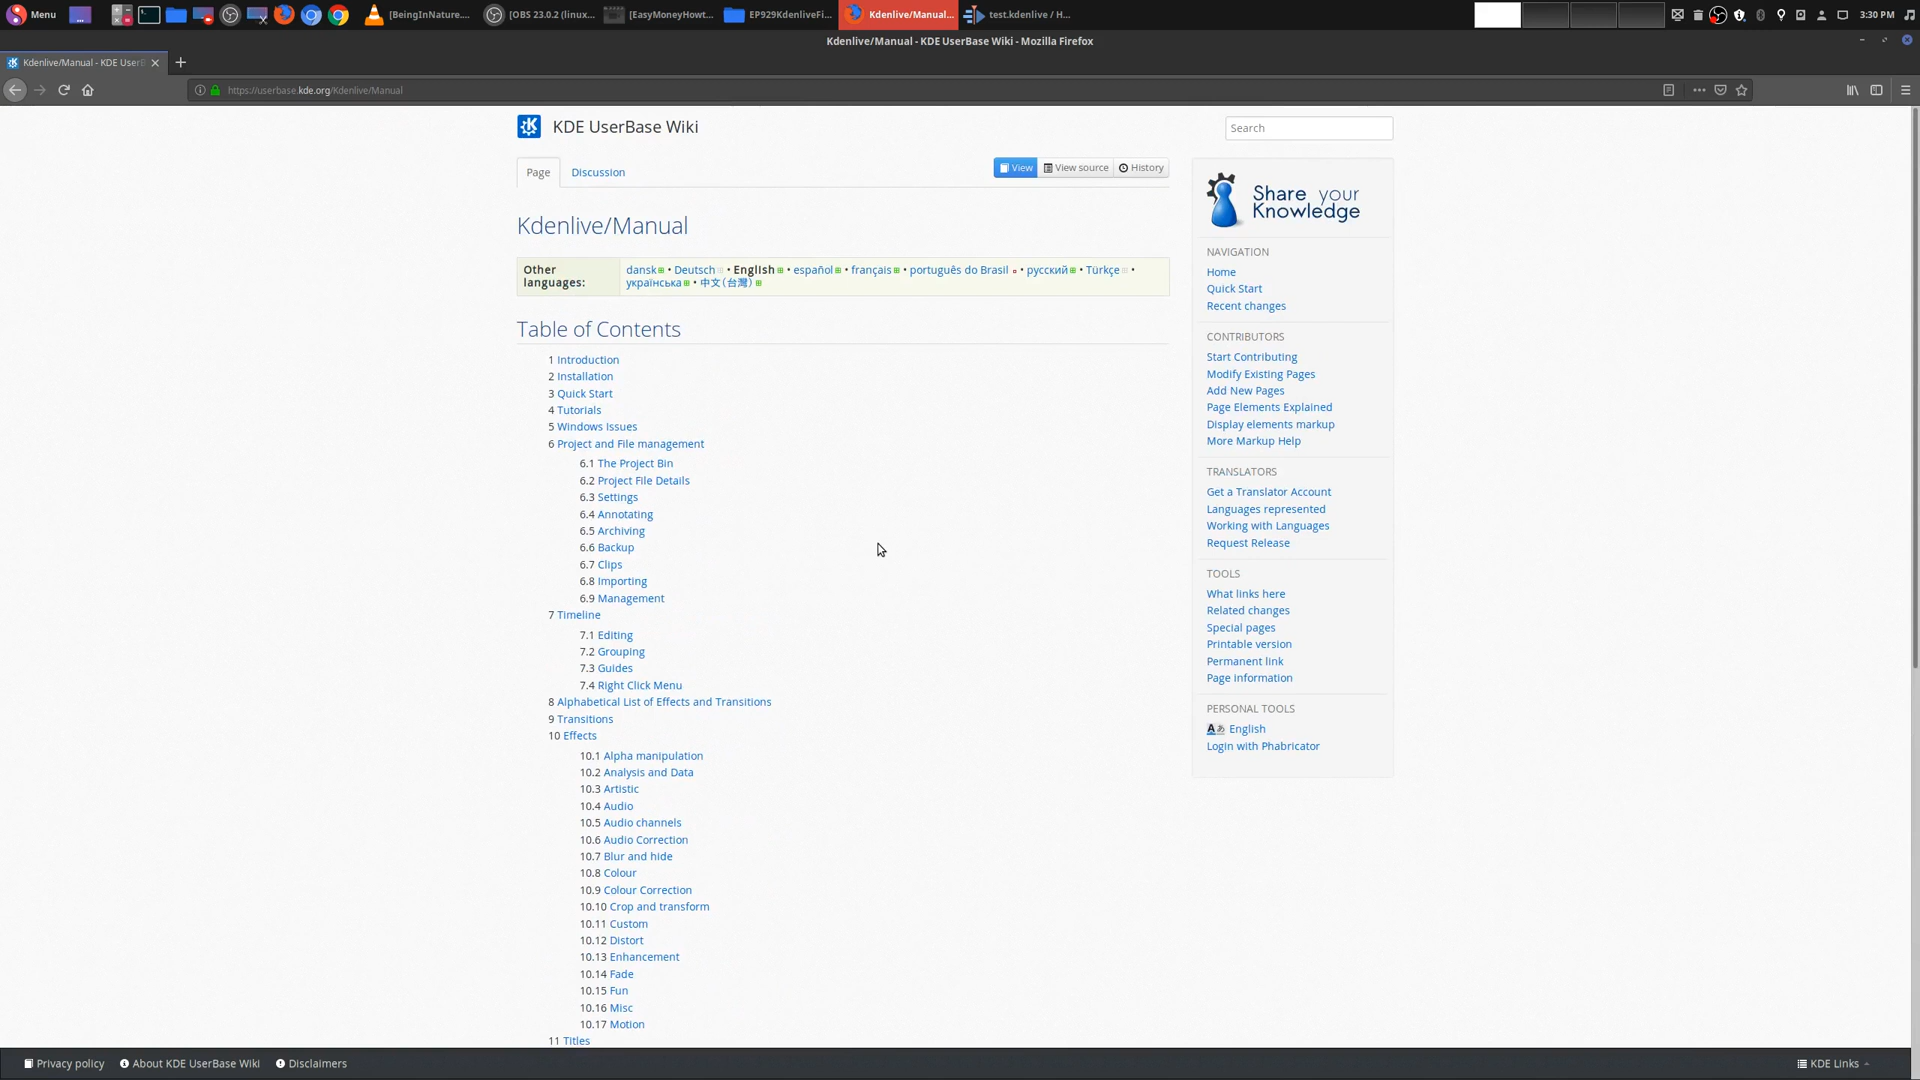 Menu
[BeingInNature....
[OBS 23.0.2 (linux...
[EasyMoneyHowt...
EP929KdenliveFi...
Kdenlive/Manual...
test.kdenlive / H...
3:30 PM
Kdenlive/Manual - KDE UserBase Wiki - Mozilla Firefox
Kdenlive/Manual - KDE UserB
https://userbase.kde.org/Kdenlive/Manual
KDE UserBase Wiki
Search
Page
Discussion
View
View source
History
Kdenlive/Manual
Other languages:
dansk • Deutsch • English • español • français • português do Brasil • русский • Türkçe •
українська • 中文（台灣）
Table of Contents
1 Introduction
2 Installation
3 Quick Start
4 Tutorials
5 Windows Issues
6 Project and File management
6.1 The Project Bin
6.2 Project File Details
6.3 Settings
6.4 Annotating
6.5 Archiving
6.6 Backup
6.7 Clips
6.8 Importing
6.9 Management
7 Timeline
7.1 Editing
7.2 Grouping
7.3 Guides
7.4 Right Click Menu
8 Alphabetical List of Effects and Transitions
9 Transitions
10 Effects
10.1 Alpha manipulation
10.2 Analysis and Data
10.3 Artistic
10.4 Audio
10.5 Audio channels
10.6 Audio Correction
10.7 Blur and hide
10.8 Colour
10.9 Colour Correction
10.10 Crop and transform
10.11 Custom
10.12 Distort
10.13 Enhancement
10.14 Fade
10.15 Fun
10.16 Misc
10.17 Motion
11 Titles
Share your
Knowledge
NAVIGATION
Home
Quick Start
Recent changes
CONTRIBUTORS
Start Contributing
Modify Existing Pages
Add New Pages
Page Elements Explained
Display elements markup
More Markup Help
TRANSLATORS
Get a Translator Account
Languages represented
Working with Languages
Request Release
TOOLS
What links here
Related changes
Special pages
Printable version
Permanent link
Page information
PERSONAL TOOLS
English
Login with Phabricator
Privacy policy
About KDE UserBase Wiki
Disclaimers
KDE Links